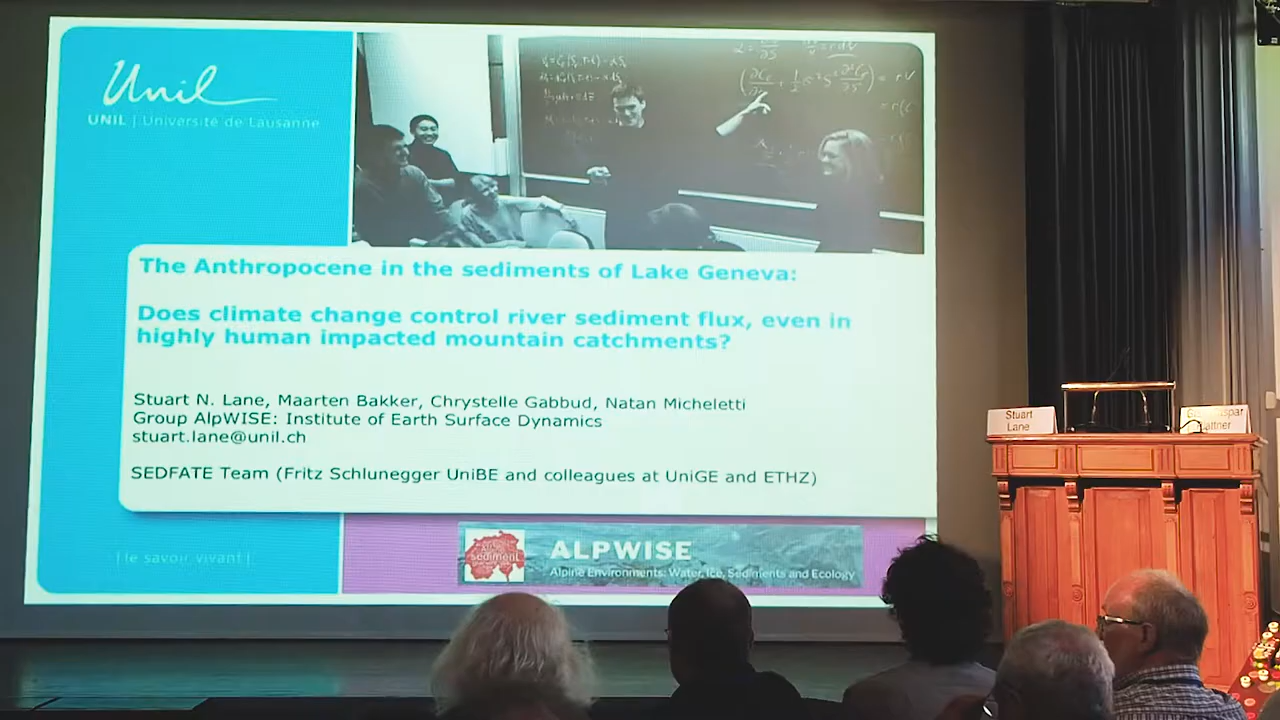 Unil
UNIL | Université de Lausanne
The Anthropocene in the sediments of Lake Geneva:
Does climate change control river sediment flux, even in
highly human impacted mountain catchments?
Stuart N. Lane, Maarten Bakker, Chrystelle Gabbud, Natan Micheletti
Group AlpWISE: Institute of Earth Surface Dynamics
stuart.lane@unil.ch
SEDFATE Team (Fritz Schlunegger UniBE and colleagues at UniGE and ETHZ)
| le savoir vivant |
sediment
ALPWISE
Alpine Environments: Water, Ice, Sediments and Ecology
Stuart
Lane